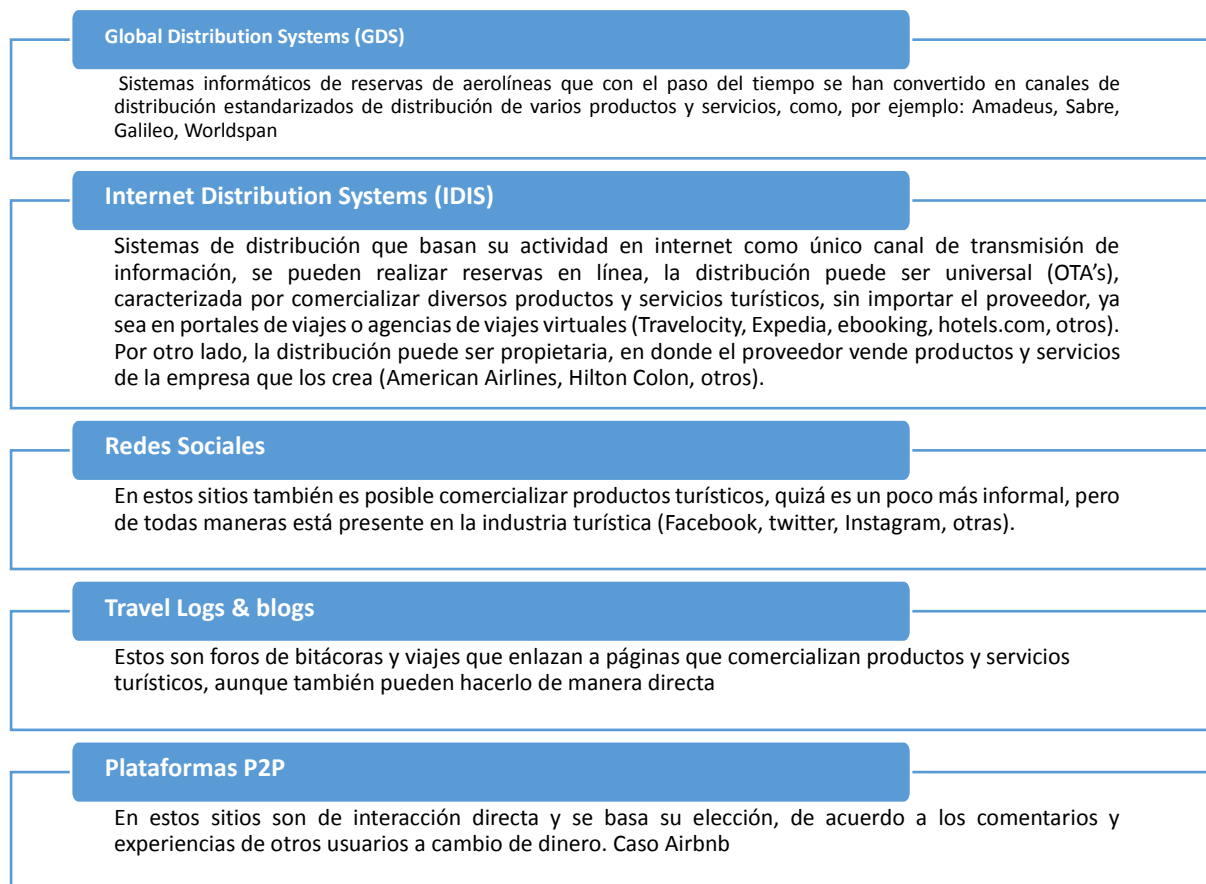 Global Distribution Systems (GDS)
Sistemas informáticos de reservas de aerolíneas que con el paso del tiempo se han convertido en canales de
distribución estandarizados de distribución de varios productos y servicios, como, por ejemplo: Amadeus, Sabre,
Galileo, Worldspan
Internet Distribution Systems (IDIS)
Sistemas de distribución que basan su actividad en internet como único canal de transmisión de
información, se pueden realizar reservas en línea, la distribución puede ser universal (OTA’s),
caracterizada por comercializar diversos productos y servicios turísticos, sin importar el proveedor, ya
sea en portales de viajes o agencias de viajes virtuales (Travelocity, Expedia, ebooking, hotels.com, otros).
Por otro lado, la distribución puede ser propietaria, en donde el proveedor vende productos y servicios
de la empresa que los crea (American Airlines, Hilton Colon, otros).
Redes Sociales
En estos sitios también es posible comercializar productos turísticos, quizá es un poco más informal, pero
de todas maneras está presente en la industria turística (Facebook, twitter, Instagram, otras).
Travel Logs & blogs
Estos son foros de bitácoras y viajes que enlazan a páginas que comercializan productos y servicios
turísticos, aunque también pueden hacerlo de manera directa
Plataformas P2P
En estos sitios son de interacción directa y se basa su elección, de acuerdo a los comentarios y
experiencias de otros usuarios a cambio de dinero. Caso Airbnb